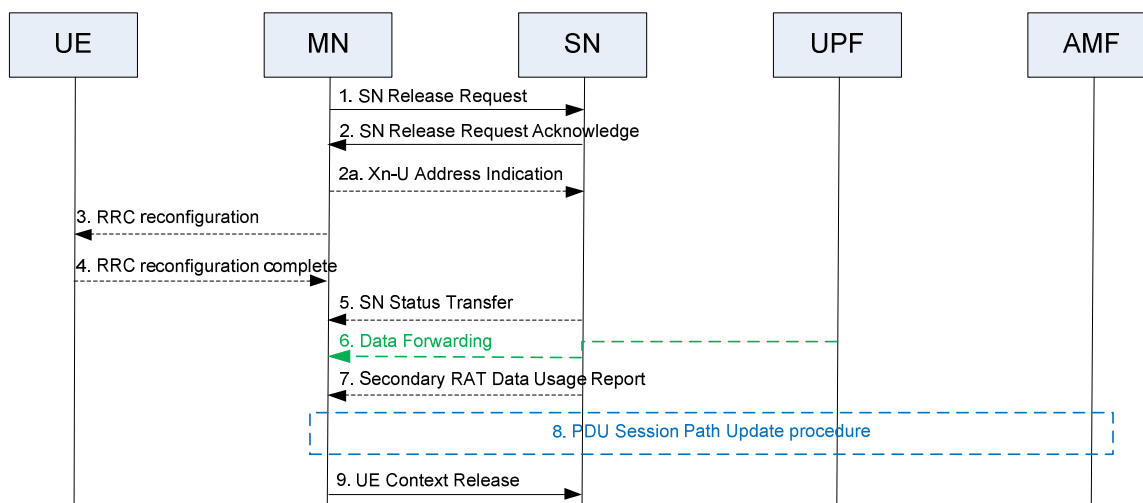 UE
MN
SN
UPF
AMF
1. SN Release Request
2. SN Release Request Acknowledge
2a. Xn-U Address Indication
3. RRC reconfiguration
4. RRC reconfiguration complete
5. SN Status Transfer
6. Data Forwarding
7. Secondary RAT Data Usage Report
8. PDU Session Path Update procedure
9. UE Context Release